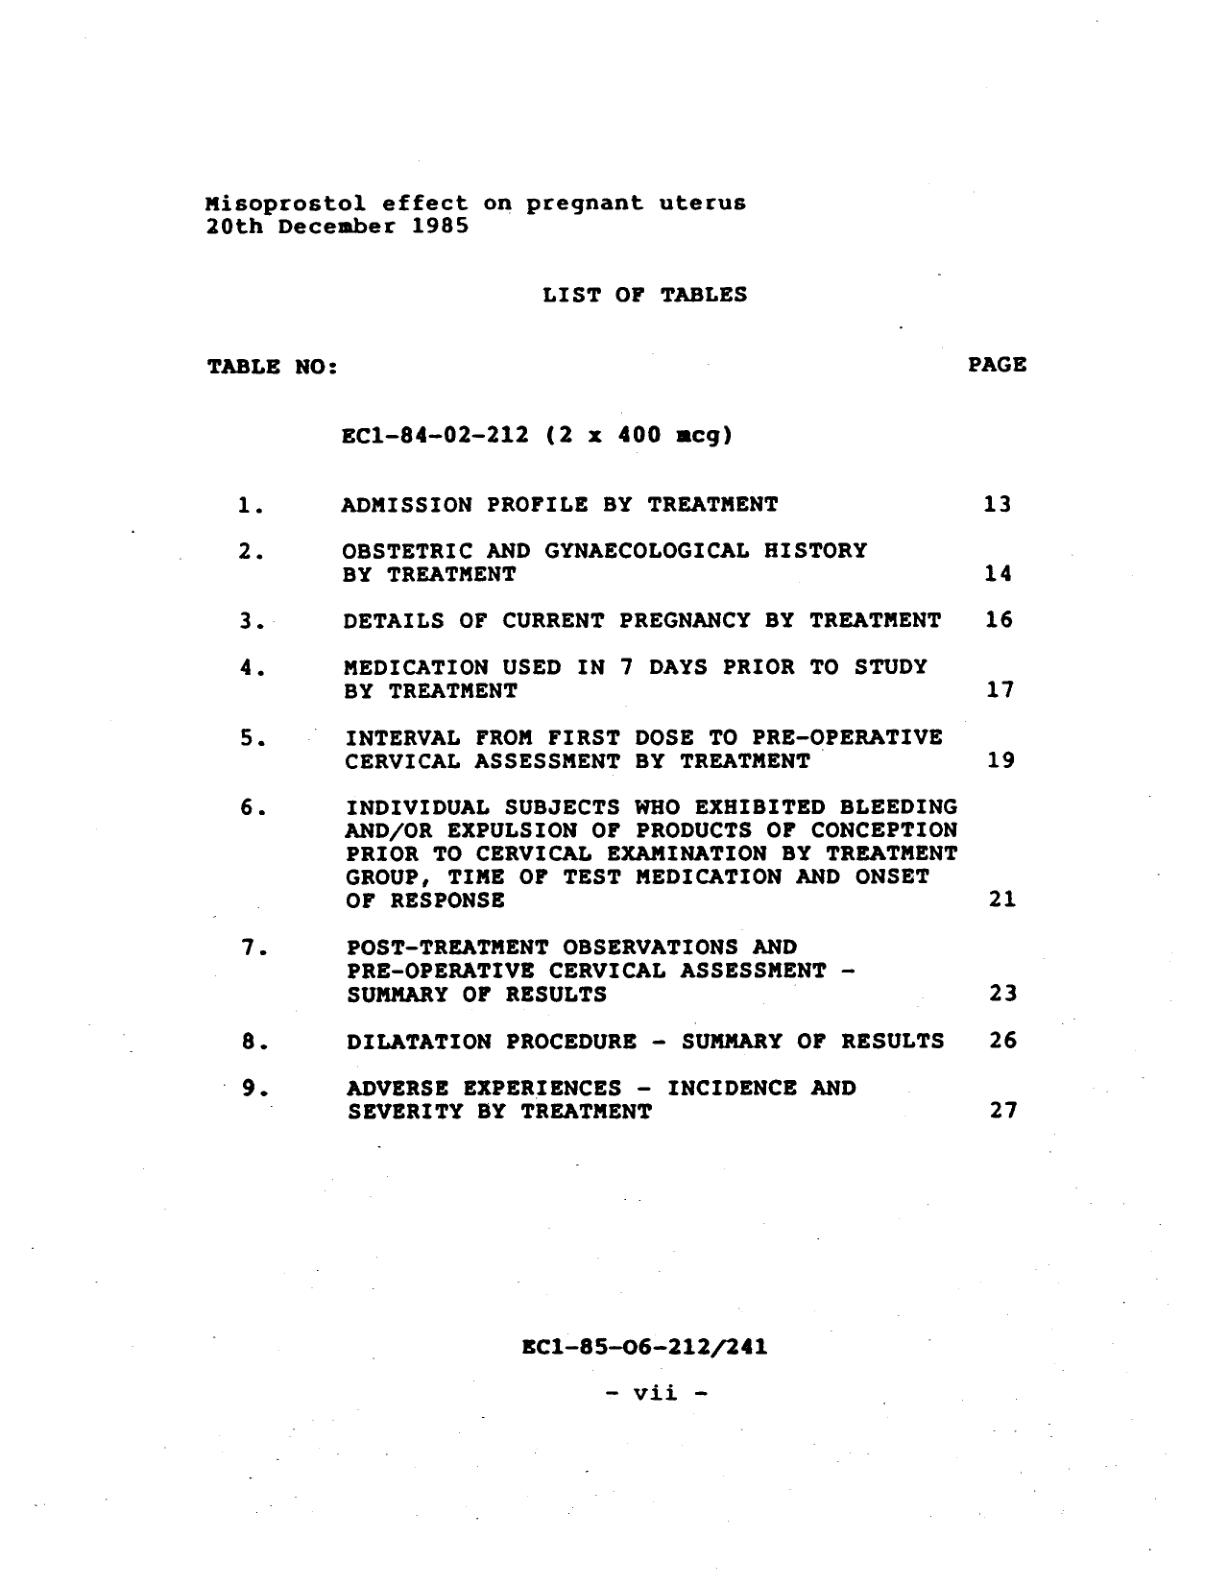 Misoprostol effect on pregnant uterus
20th December 1985
LIST OF TABLES
TABLE NO: PAGE
EC1-84-02-212 (2 x 400 mcg)
1. ADMISSION PROFILE BY TREATMENT 13
2. OBSTETRIC AND GYNAECOLOGICAL HISTORY
BY TREATMENT 14
3. DETAILS OF CURRENT PREGNANCY BY TREATMENT 16
4. MEDICATION USED IN 7 DAYS PRIOR TO STUDY
BY TREATMENT 17
5. INTERVAL FROM FIRST DOSE TO PRE-OPERATIVE
CERVICAL ASSESSMENT BY TREATMENT 19
6. INDIVIDUAL SUBJECTS WHO EXHIBITED BLEEDING
AND/OR EXPULSION OF PRODUCTS OF CONCEPTION
PRIOR TO CERVICAL EXAMINATION BY TREATMENT
GROUP, TIME OF TEST MEDICATION AND ONSET
OF RESPONSE 21
7. POST-TREATMENT OBSERVATIONS AND
PRE-OPERATIVE CERVICAL ASSESSMENT -
SUMMARY OF RESULTS 23
8. DILATATION PROCEDURE - SUMMARY OF RESULTS 26
9. ADVERSE EXPERIENCES - INCIDENCE AND
SEVERITY BY TREATMENT 27
EC1-85-06-212/241
- vii -